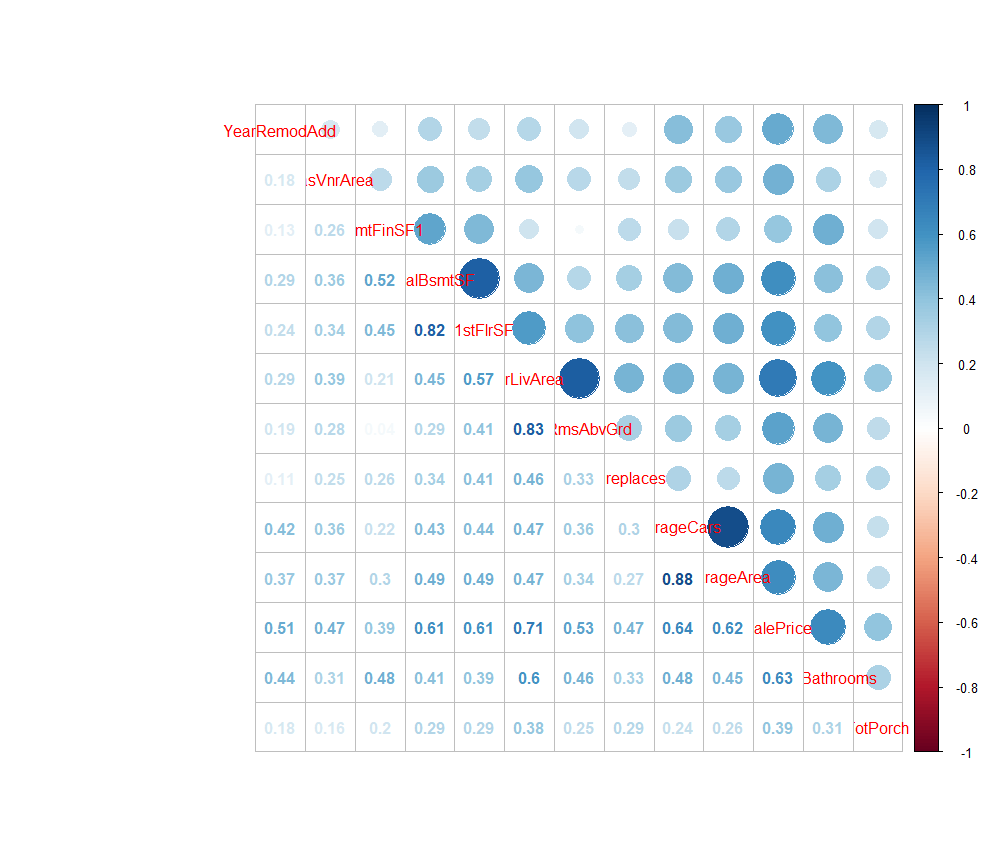 YearRemodAdd 1
0.18 sVnrArea 0.8
0.13 0.26 mtFinSF1 0.6
0.29 0.36 0.52 alBsmtSF 0.4
0.24 0.34 0.45 0.82 1stFlrSF 0.2
0.29 0.39 0.21 0.45 0.57 rLivArea
0.19 0.28 0.04 0.29 0.41 0.83 RmsAbvGrd 0
0.11 0.25 0.26 0.34 0.41 0.46 0.33 replaces -0.2
0.42 0.36 0.22 0.43 0.44 0.47 0.36 0.3 rageCars -0.4
0.37 0.37 0.3 0.49 0.49 0.47 0.34 0.27 0.88 rageArea
0.51 0.47 0.39 0.61 0.61 0.71 0.53 0.47 0.64 0.62 alePrice -0.6
0.44 0.31 0.48 0.41 0.39 0.6 0.46 0.33 0.48 0.45 0.63 Bathrooms -0.8
0.18 0.16 0.2 0.29 0.29 0.38 0.25 0.29 0.24 0.26 0.39 0.31 TotPorch -1